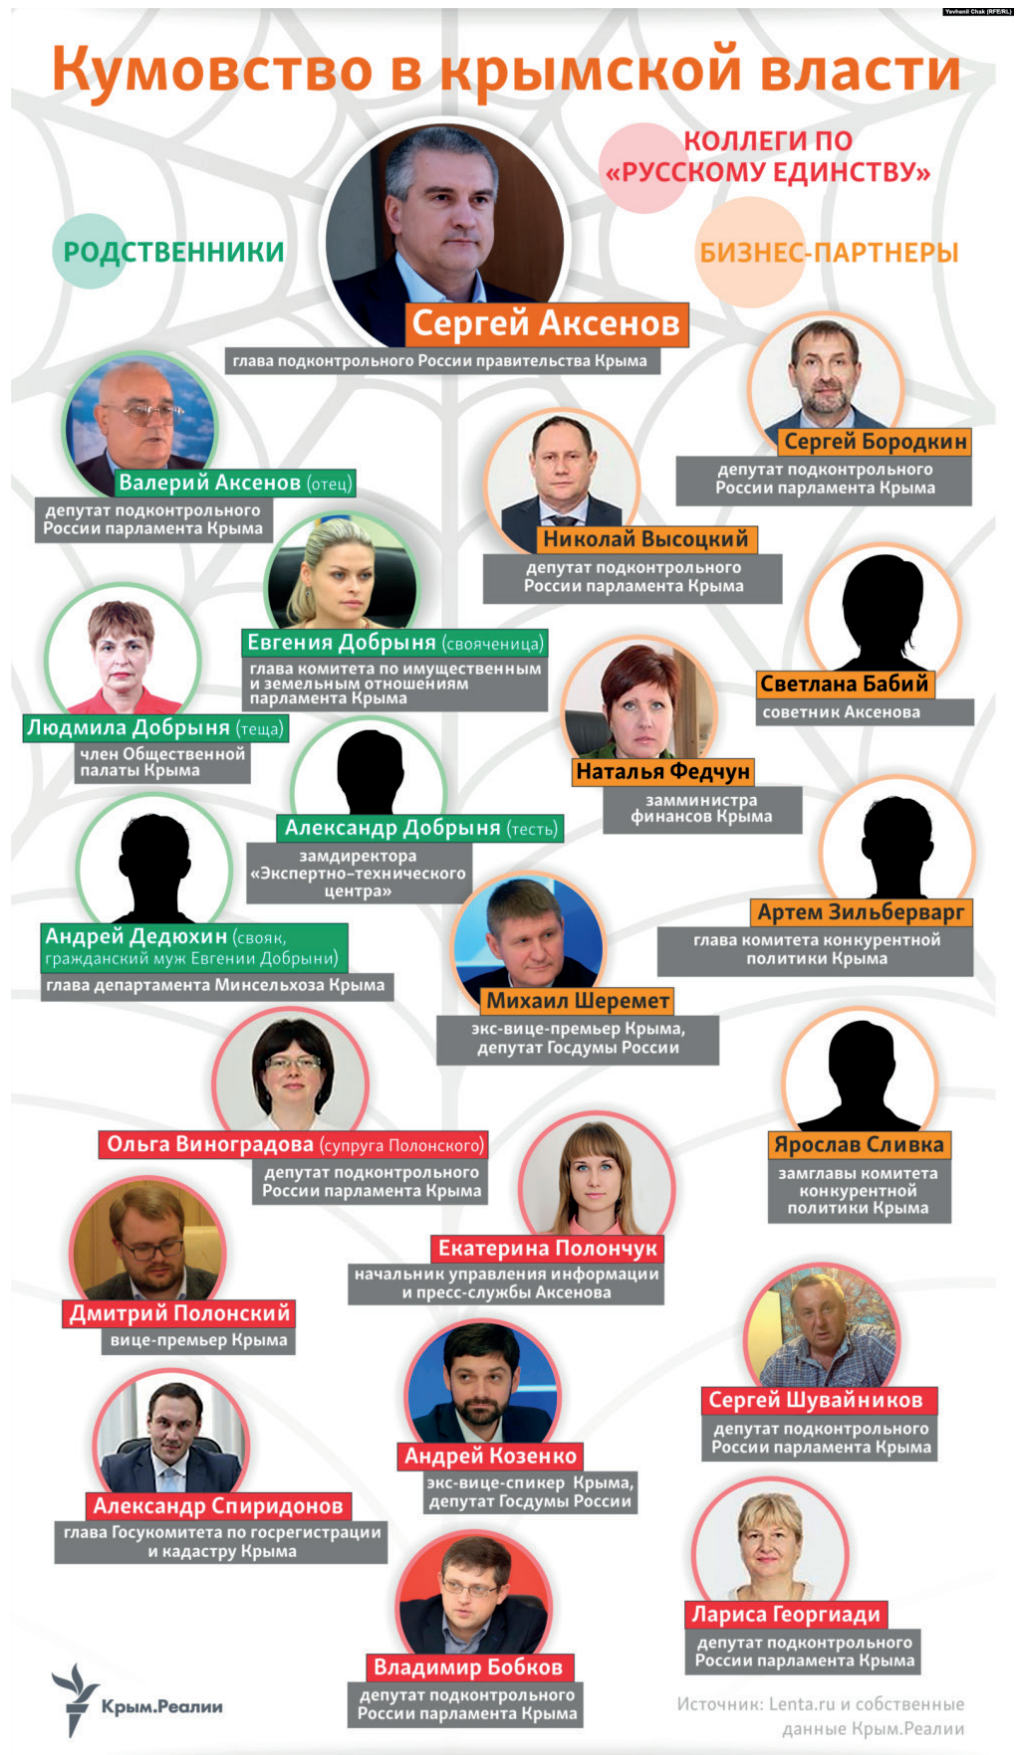 Yevhenii Chak (RFE/RL)
Кумовство в крымской власти
КОЛЛЕГИ ПО
«РУССКОМУ ЕДИНСТВУ»
РОДСТВЕННИКИ
БИЗНЕС-ПАРТНЕРЫ
Сергей Аксенов
глава подконтрольного России правительства Крыма
Сергей Бородкин
депутат подконтрольного
России парламента Крыма
Валерий Аксенов (отец)
депутат подконтрольного
России парламента Крыма
Николай Высоцкий
депутат подконтрольного
России парламента Крыма
Евгения Добрыня (свояченица)
глава комитета по имущественным
и земельным отношениям
парламента Крыма
Светлана Бабий
советник Аксенова
Людмила Добрыня (теща)
член Общественной
палаты Крыма
Наталья Федчун
замминистра
финансов Крыма
Александр Добрыня (тесть)
замдиректора
«Экспертно-технического
центра»
Артем Зильберварг
глава комитета конкурентной
политики Крыма
Андрей Дедюхин (свояк,
гражданский муж Евгении Добрыни)
глава департамента Минсельхоза Крыма
Михаил Шеремет
экс-вице-премьер Крыма,
депутат Госдумы России
Ольга Виноградова (супруга Полонского)
депутат подконтрольного
России парламента Крыма
Ярослав Сливка
замглавы комитета
конкурентной
политики Крыма
Екатерина Полончук
начальник управления информации
и пресс-службы Аксенова
Дмитрий Полонский
вице-премьер Крыма
Сергей Шувайников
депутат подконтрольного
России парламента Крыма
Андрей Козенко
экс-вице-спикер Крыма,
депутат Госдумы России
Александр Спиридонов
глава Госукомитета по госрегистрации
и кадастру Крыма
Лариса Георгиади
депутат подконтрольного
России парламента Крыма
Владимир Бобков
депутат подконтрольного
России парламента Крыма
Крым.Реалии
Источник: Lenta.ru и собственные
данные Крым.Реалии